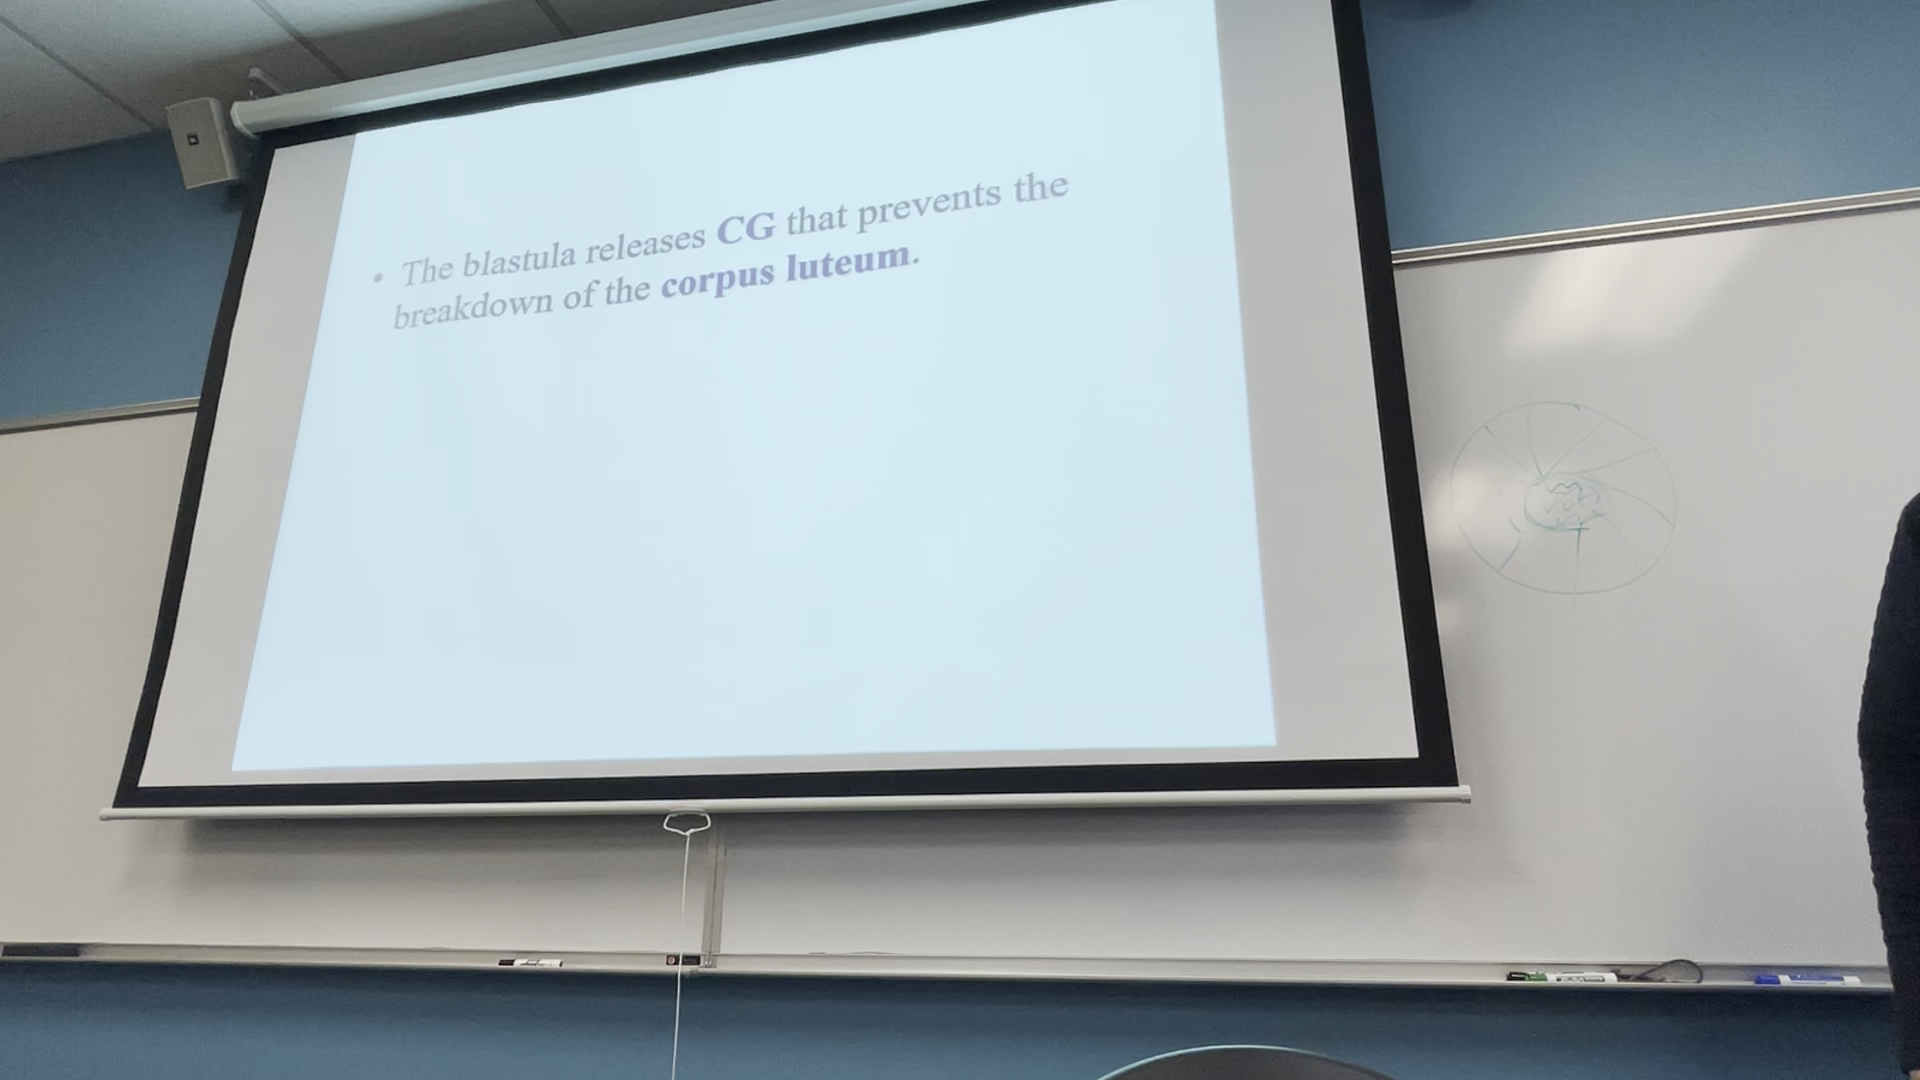 • The blastula releases CG that prevents the
breakdown of the corpus luteum.